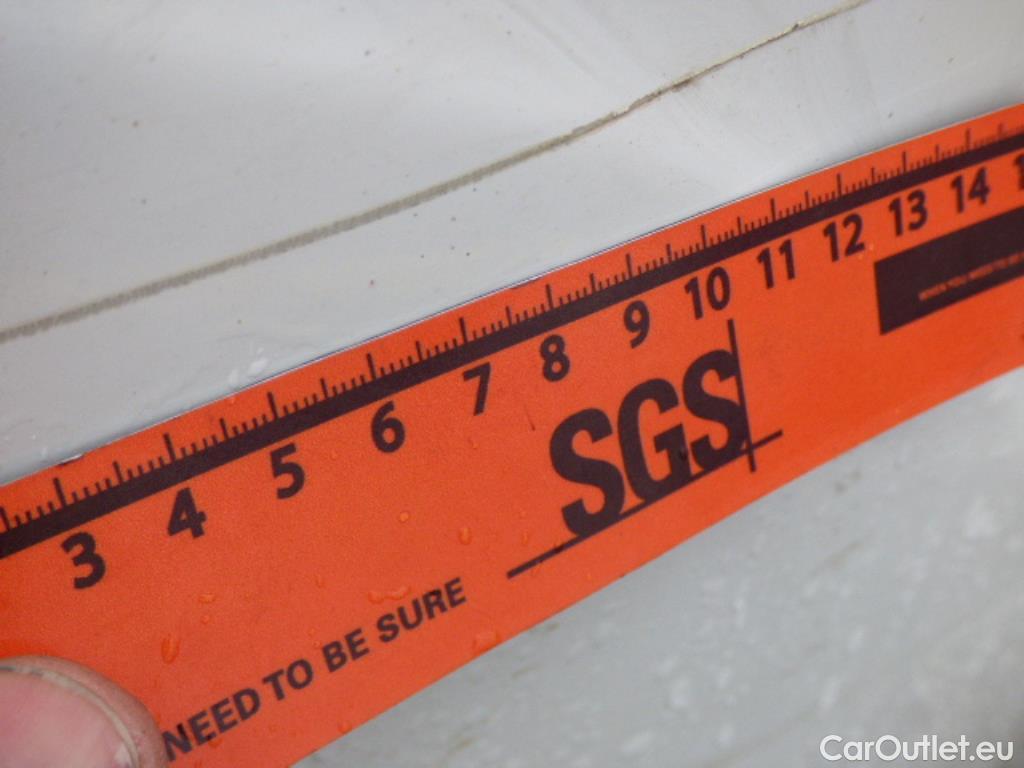 3 4 5 6 7 8 9 10 11 12 13 14
SGS
NEED TO BE SURE
CarOutlet.eu